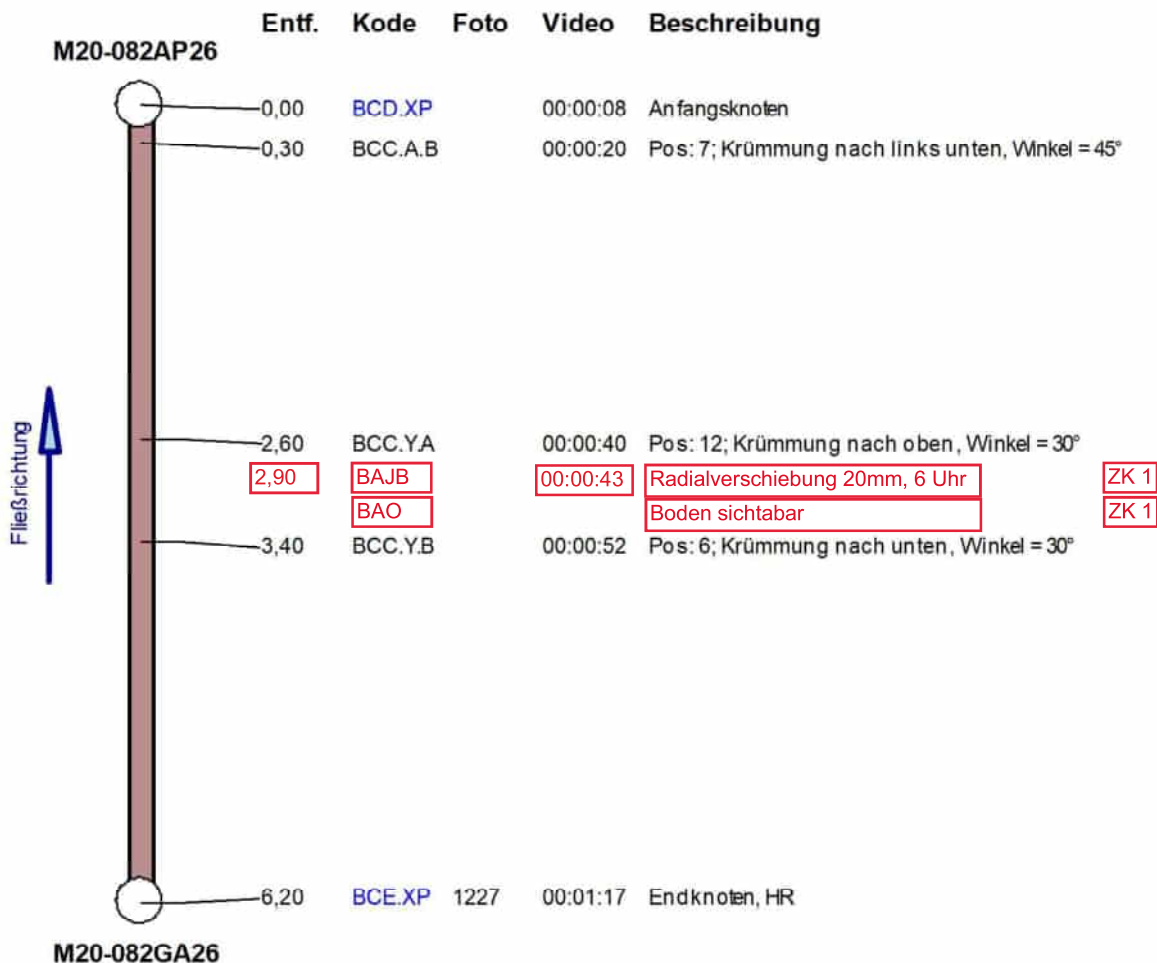 Entf. Kode Foto Video Beschreibung
M20-082AP26
0,00 BCD.XP 00:00:08 Anfangsknoten
0,30 BCC.A.B 00:00:20 Pos: 7; Krümmung nach links unten, Winkel = 45°
Fließrichtung
2,60 BCC.Y.A 00:00:40 Pos: 12; Krümmung nach oben, Winkel = 30°
2,90 BAJB 00:00:43 Radialverschiebung 20mm, 6 Uhr ZK 1
BAO Boden sichtabar ZK 1
3,40 BCC.Y.B 00:00:52 Pos: 6; Krümmung nach unten, Winkel = 30°
6,20 BCE.XP 1227 00:01:17 Endknoten, HR
M20-082GA26